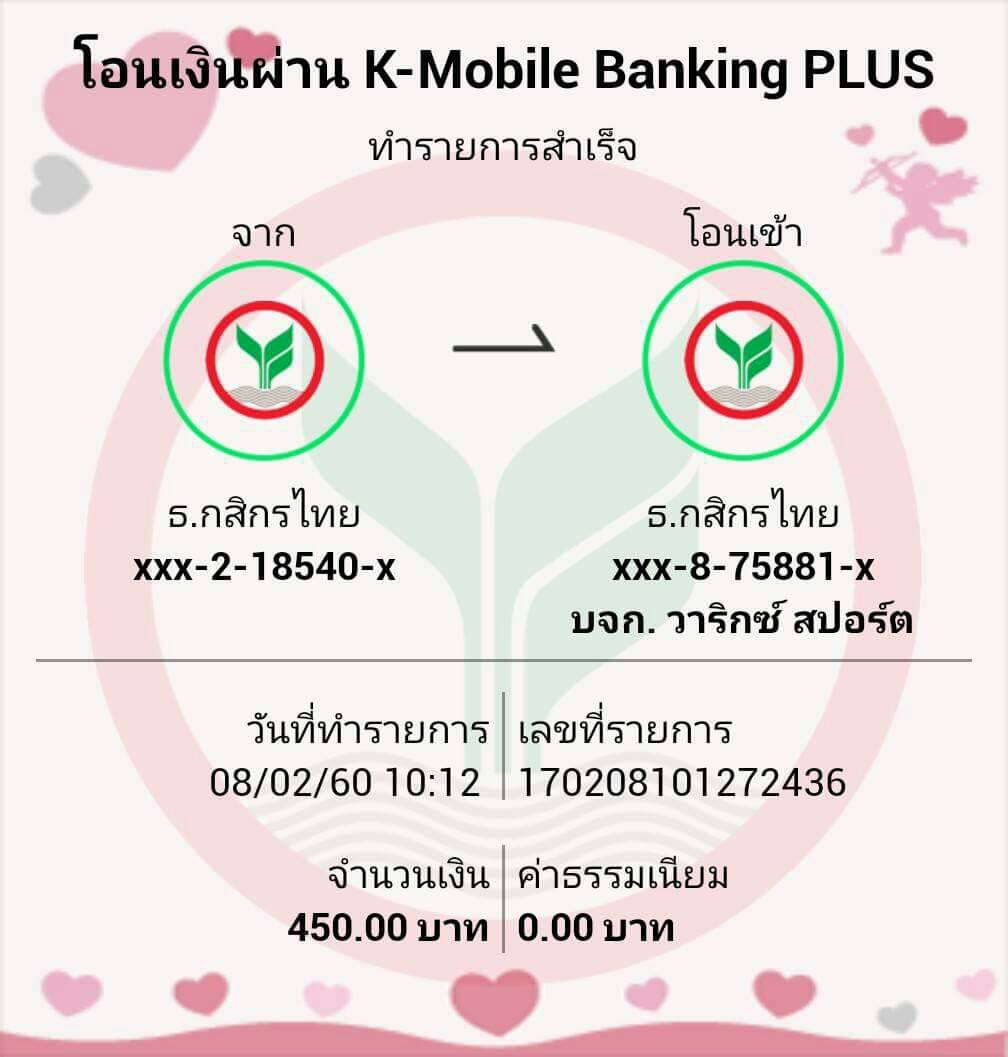 โอนเงินผ่าน K-Mobile Banking PLUS
ทำรายการสำเร็จ
จาก
โอนเข้า
ธ.กสิกรไทย
xxx-2-18540-x
ธ.กสิกรไทย
xxx-8-75881-x
บจก. วาริกซ์ สปอร์ต
วันที่ทำรายการ
08/02/60 10:12
เลขที่รายการ
170208101272436
จำนวนเงิน
450.00 บาท
ค่าธรรมเนียม
0.00 บาท